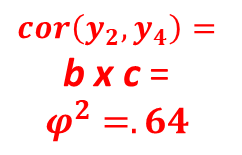 cor(y₂, y₄) =
b x c =
φ² =. 64